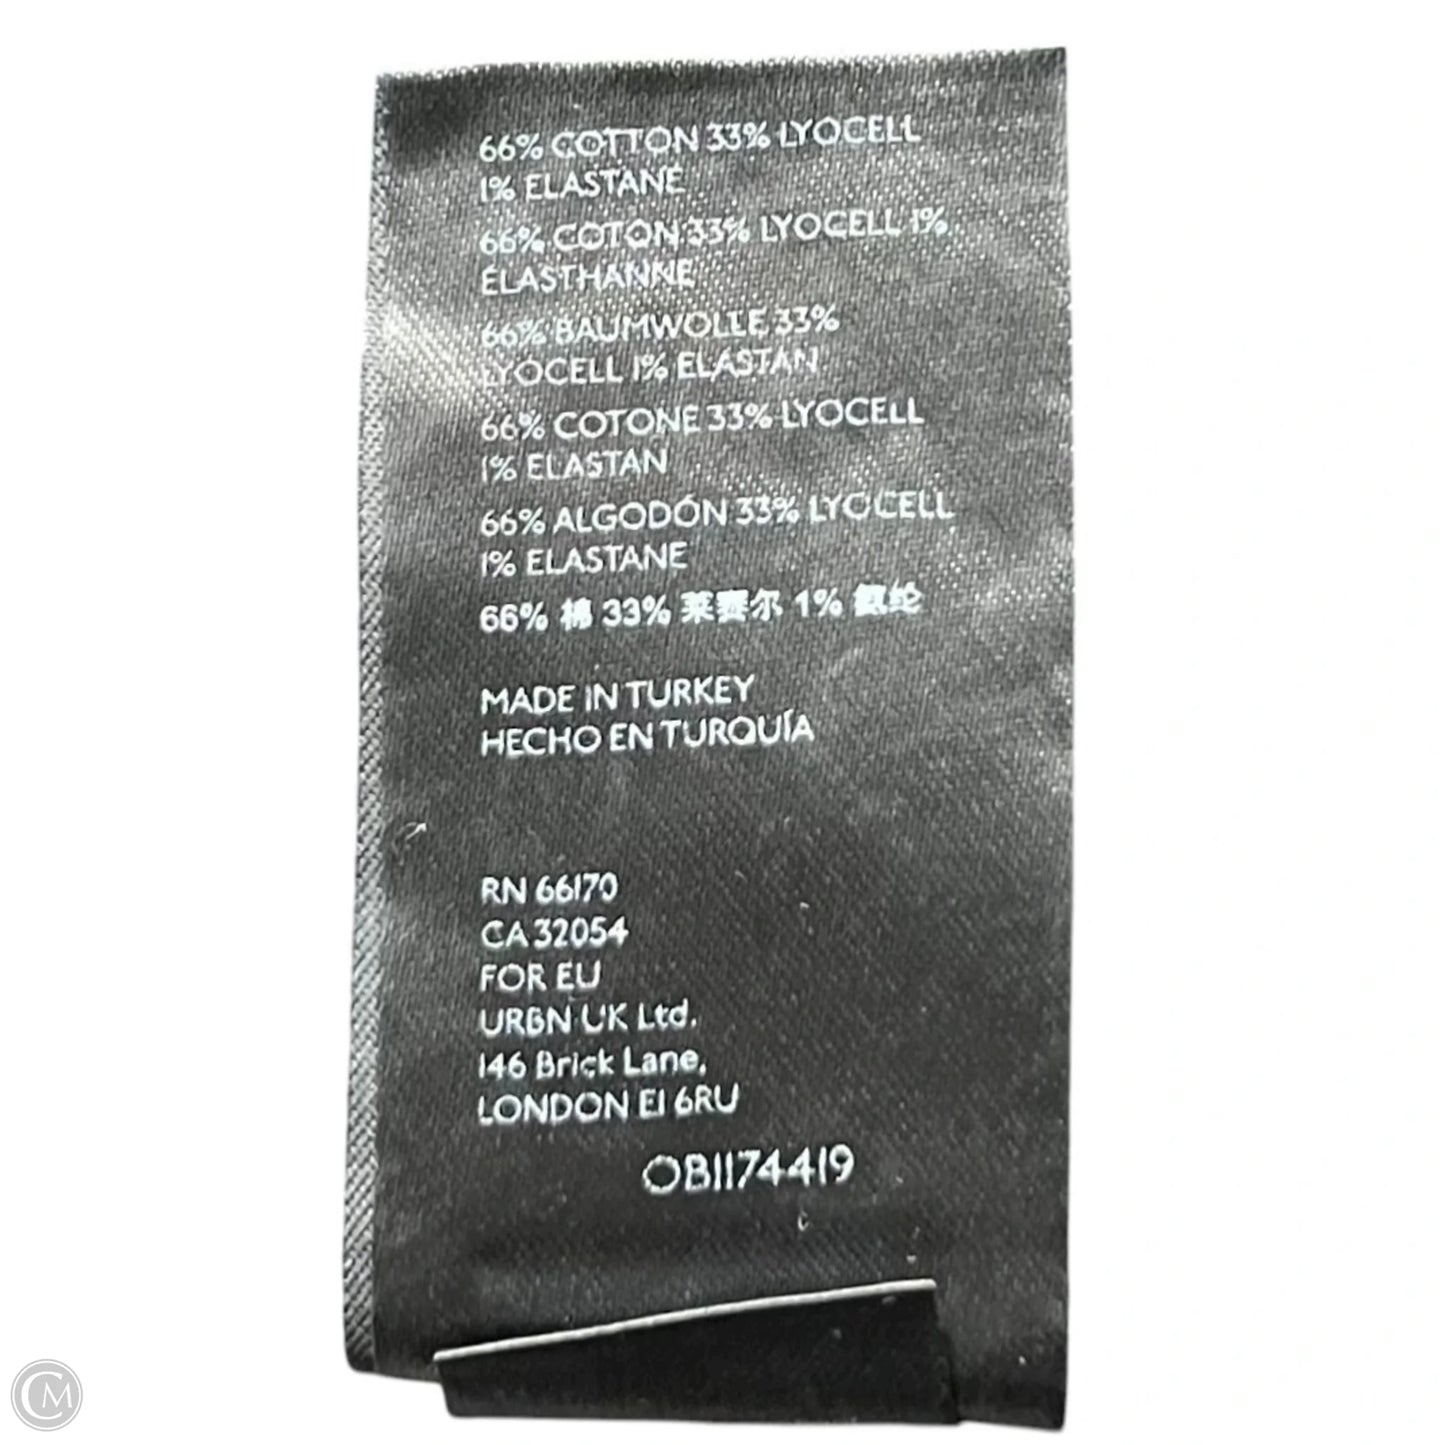 66% COTTON 33% LYOCELL
1% ELASTANE
66% COTON 33% LYOCELL 1%
ÉLASTHANNE
66% BAUMWOLLE 33%
LYOCELL 1% ELASTAN
66% COTONE 33% LYOCELL
1% ELASTAN
66% ALGODÓN 33% LYOCELL
1% ELASTANE
66% 棉 33% 莱赛尔 1% 氨纶
MADE IN TURKEY
HECHO EN TURQUÍA
RN 66170
CA 32054
FOR EU
URBN UK Ltd.
146 Brick Lane,
LONDON E1 6RU
OB1174419
CM